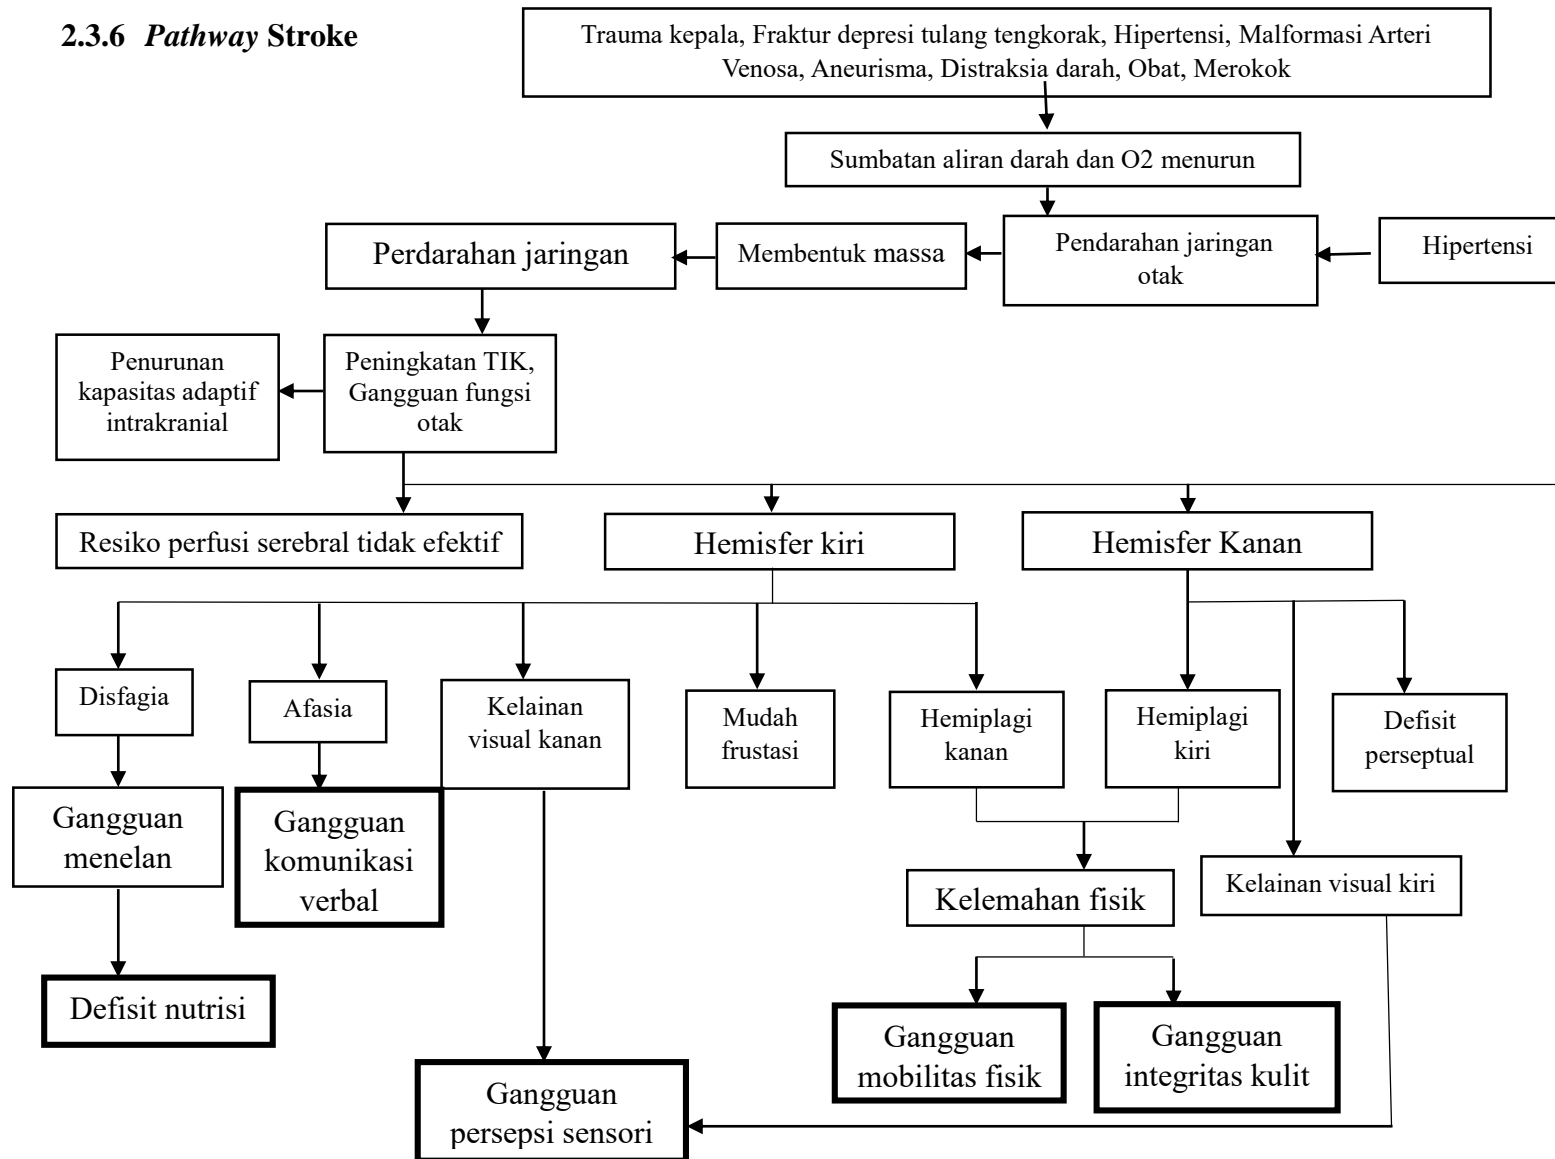 2.3.6 Pathway Stroke
Trauma kepala, Fraktur depresi tulang tengkorak, Hipertensi, Malformasi Arteri
Venosa, Aneurisma, Distraksia darah, Obat, Merokok
Sumbatan aliran darah dan O2 menurun
Perdarahan jaringan
Membentuk massa
Pendarahan jaringan
otak
Hipertensi
Penurunan
kapasitas adaptif
intrakranial
Peningkatan TIK,
Gangguan fungsi
otak
Resiko perfusi serebral tidak efektif
Hemisfer kiri
Hemisfer Kanan
Disfagia
Afasia
Kelainan
visual kanan
Mudah
frustasi
Hemiplagi
kanan
Hemiplagi
kiri
Defisit
perseptual
Gangguan
menelan
Gangguan
komunikasi
verbal
Kelemahan fisik
Kelainan visual kiri
Defisit nutrisi
Gangguan
mobilitas fisik
Gangguan
integritas kulit
Gangguan
persepsi sensori